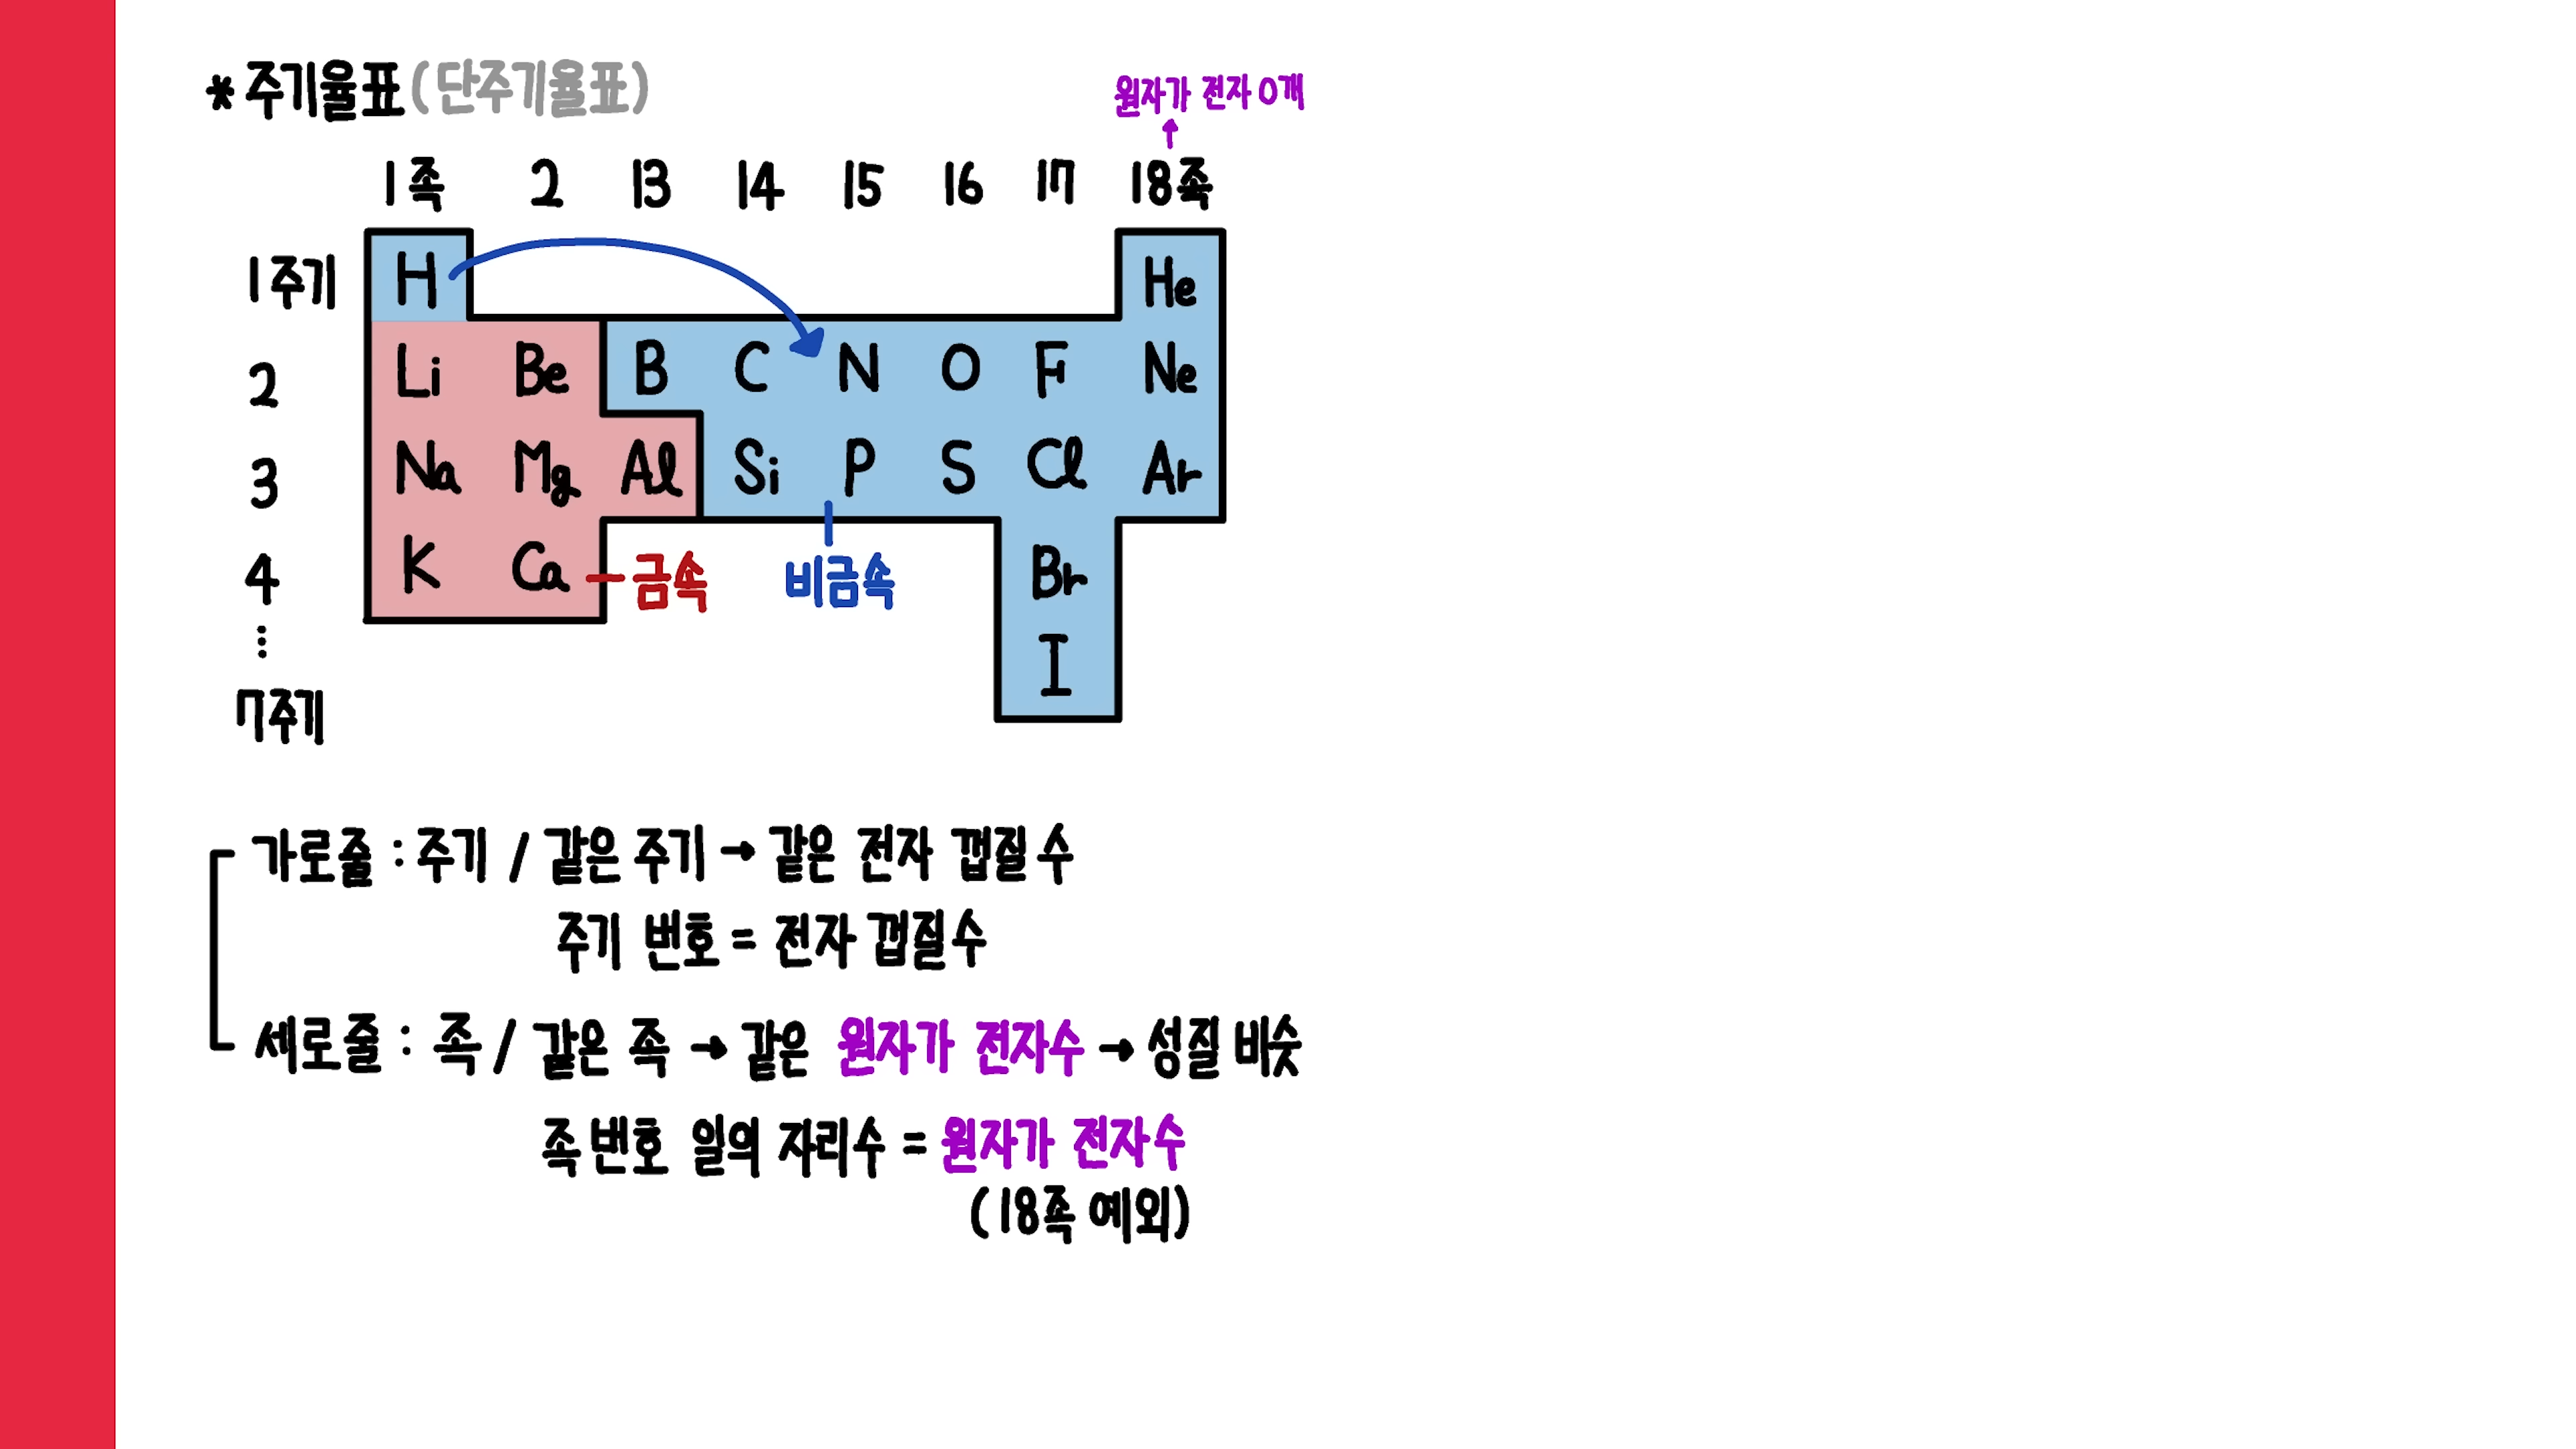 *주기율표(단주기율표)
원자가 전자 0개
↑
1족 2 13 14 15 16 17 18족
1주기 H He
2 Li Be B C N O F Ne
3 Na Mg Al Si P S Cl Ar
4 K Ca Br
금속 비금속
⋮ I
7주기
가로줄 : 주기 / 같은 주기 → 같은 전자 껍질 수
주기 번호 = 전자 껍질수
세로줄 : 족 / 같은 족 → 같은 원자가 전자수 → 성질 비슷
족 번호 일의 자리수 = 원자가 전자수
(18족 예외)